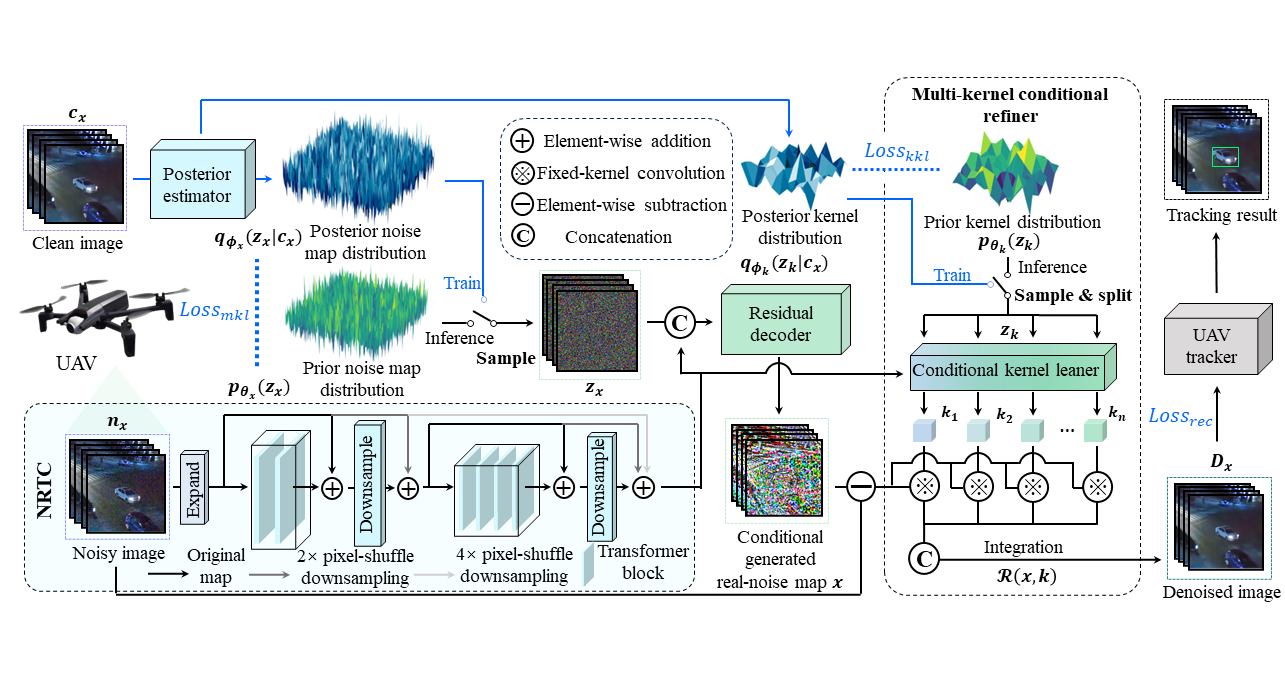 c_x
Clean image
Posterior
estimator
q_{ϕ_x}(z_x|c_x)
Posterior noise
map distribution
Element-wise addition
Fixed-kernel convolution
Element-wise subtraction
C
Concatenation
Posterior kernel
distribution
q_{ϕ_k}(z_k|c_x)
Loss_{kkl}
Multi-kernel conditional
refiner
Prior kernel distribution
p_{θ_k}(z_k)
Train
Inference
Sample & split
z_k
Conditional kernel leaner
k_1
k_2
...
k_n
Tracking result
UAV
tracker
Loss_{rec}
D_x
Denoised image
UAV
Loss_{mkl}
p_{θ_x}(z_x)
Prior noise map
distribution
Train
Inference
Sample
z_x
C
Residual
decoder
Conditional
generated
real-noise map x
C
Integration
ℛ(x, k)
NRTC
n_x
Noisy image
Expand
Downsample
Downsample
Original
map
2× pixel-shuffle
downsampling
4× pixel-shuffle
downsampling
Transformer
block